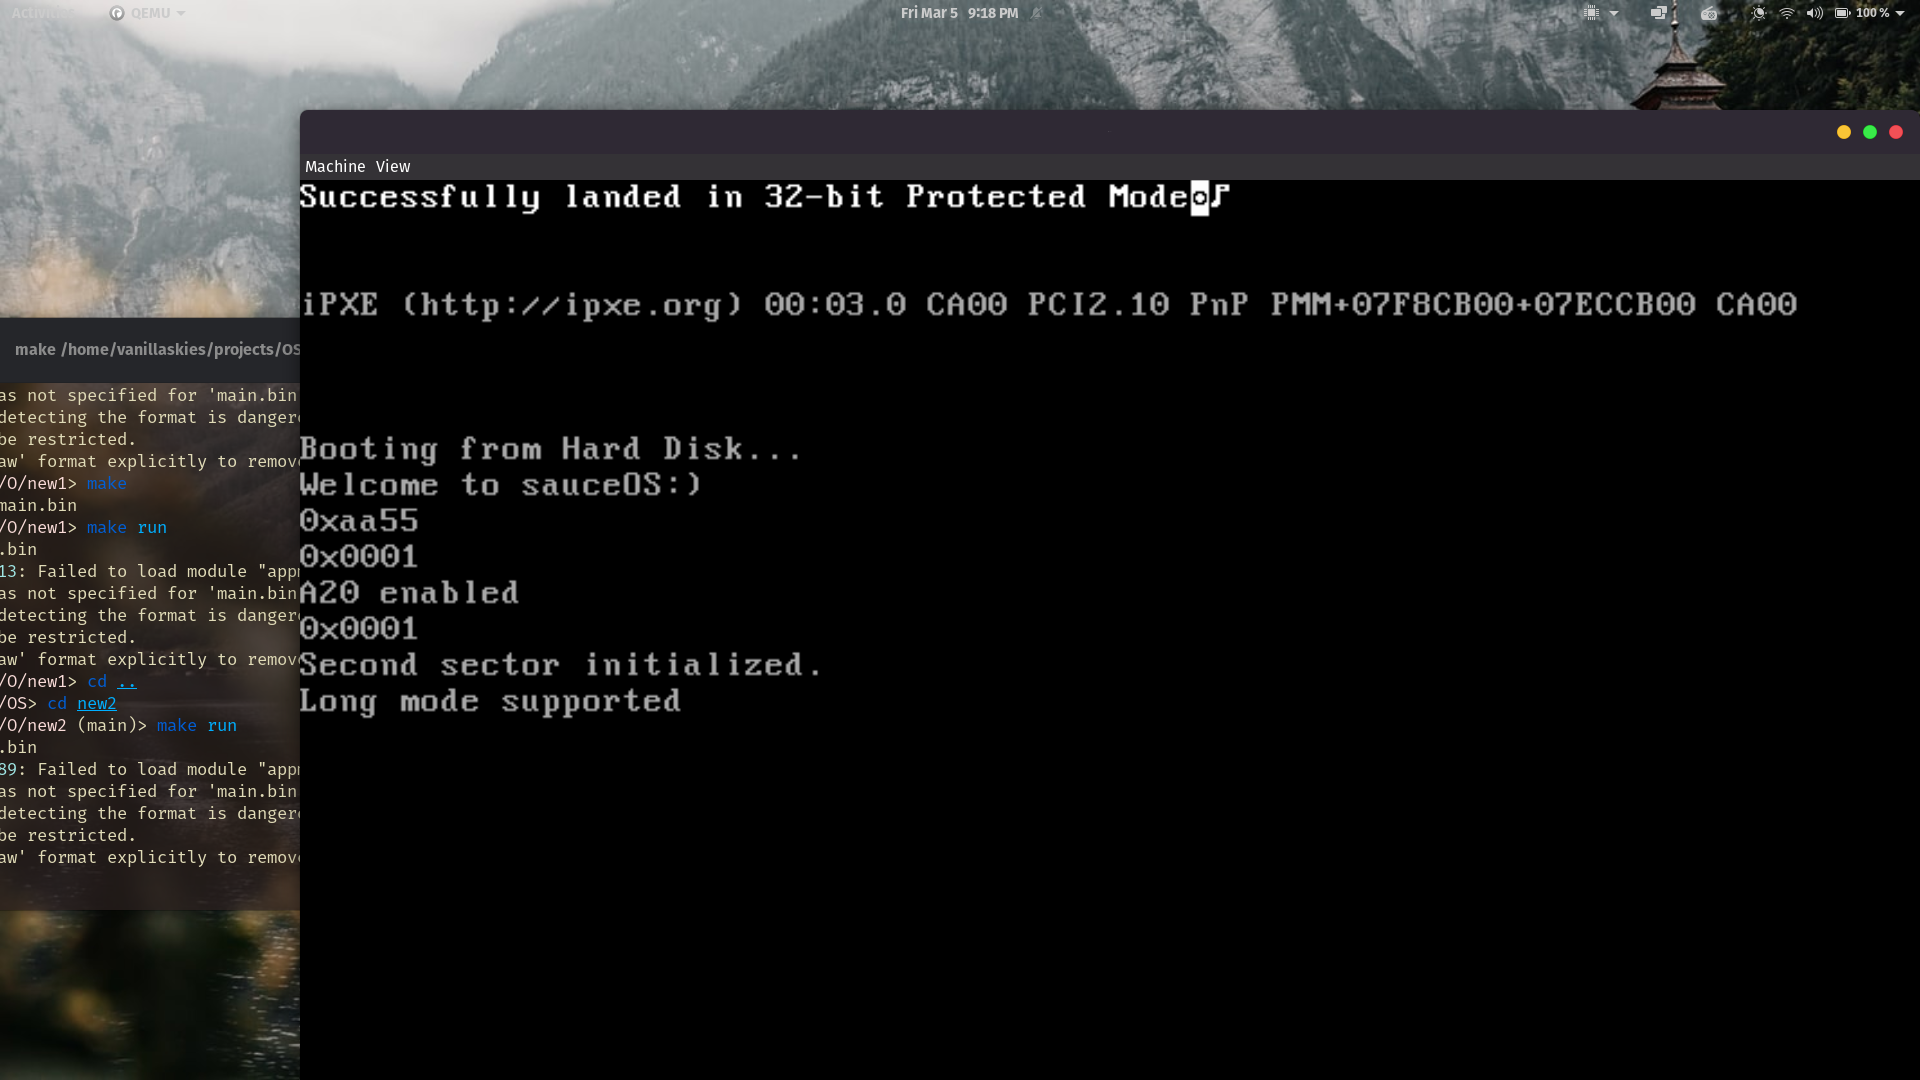 Activities QEMU Fri Mar 5 9:18 PM 100 %
Machine View
Successfully landed in 32-bit Protected Mode◘♪
iPXE (http://ipxe.org) 00:03.0 CA00 PCI2.10 PnP PMM+07F8CB00+07ECCB00 CA00
Booting from Hard Disk...
Welcome to sauceOS:)
0xaa55
0x0001
A20 enabled
0x0001
Second sector initialized.
Long mode supported
make /home/vanillaskies/projects/OS
as not specified for 'main.bin
detecting the format is danger
be restricted.
aw' format explicitly to remov
/O/new1> make
main.bin
/O/new1> make run
.bin
13: Failed to load module "app
as not specified for 'main.bin
detecting the format is danger
be restricted.
aw' format explicitly to remov
/O/new1> cd ..
/OS> cd new2
/O/new2 (main)> make run
.bin
89: Failed to load module "app
as not specified for 'main.bin
detecting the format is danger
be restricted.
aw' format explicitly to remov